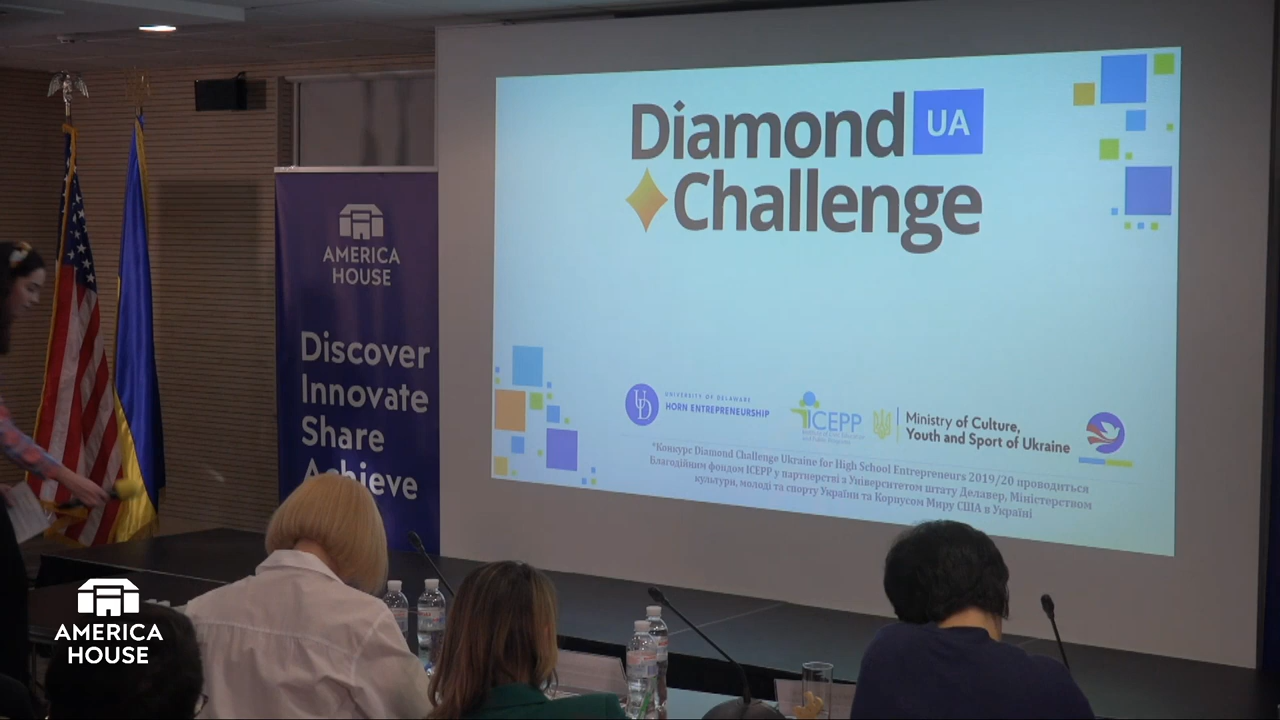 Diamond UA
Challenge
AMERICA
HOUSE
Discover
Innovate
Share
Achieve
UD
UNIVERSITY OF DELAWARE
HORN ENTREPRENEURSHIP
ICEPP
Ministry of Culture,
Youth and Sport of Ukraine
*Конкурс Diamond Challenge Ukraine for High School Entrepreneurs 2019/20 проводиться
Благодійним фондом ICEPP у партнерстві з Університетом штату Делавер, Міністерством
культури, молоді та спорту України та Корпусом Миру США в Україні
AMERICA
HOUSE